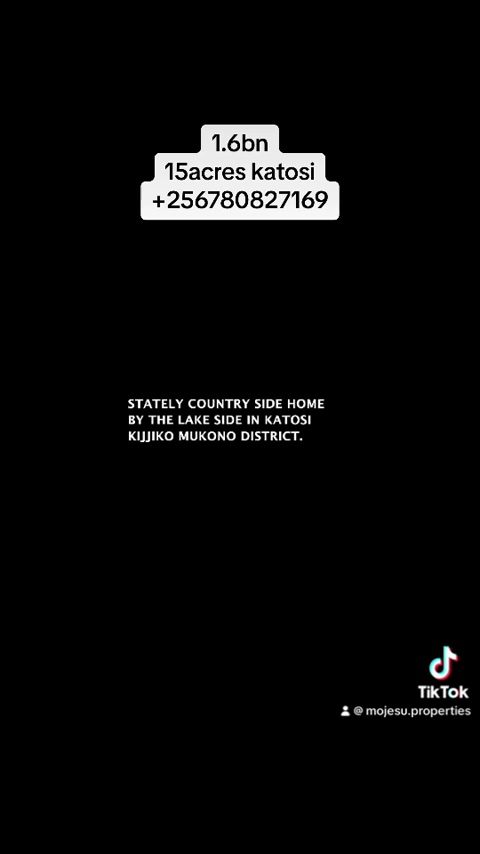 1.6bn
15acres katosi
+256780827169
STATELY COUNTRY SIDE HOME
BY THE LAKE SIDE IN KATOSI
KIJJIKO MUKONO DISTRICT.
TikTok
@ mojesu.properties